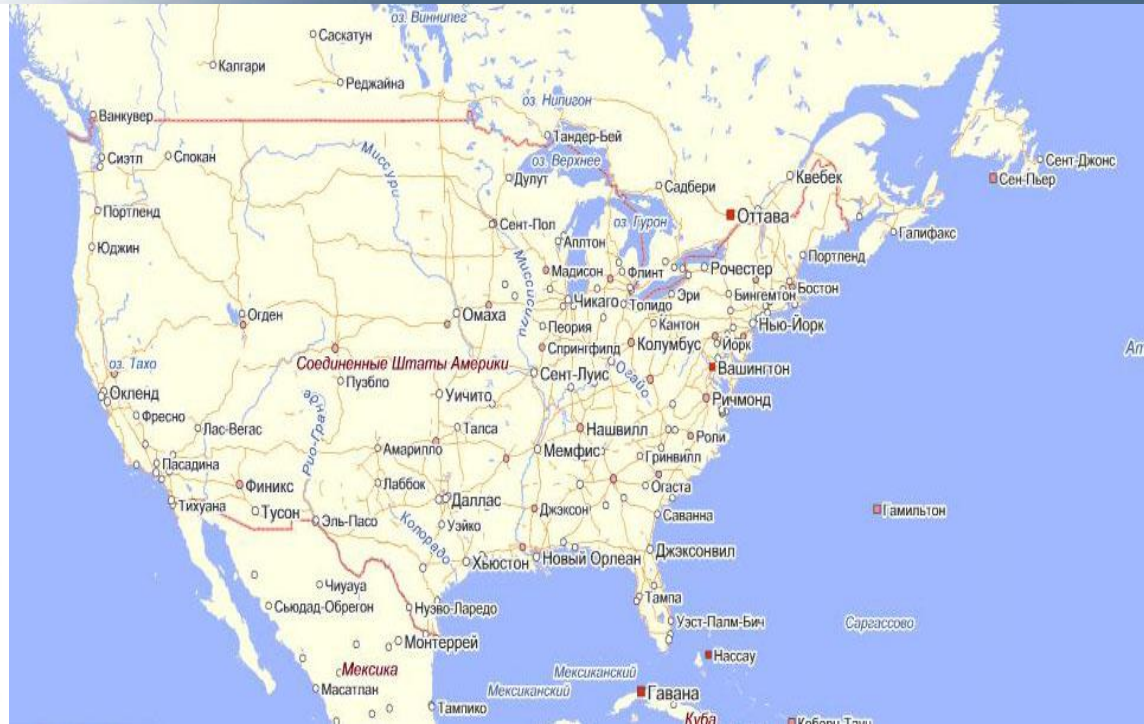 оз. Виннипег
Саскатун
Калгари
Реджайна
оз. Нипигон
Ванкувер
Тандер-Бей
Миссури
Сиэтл
Спокан
оз. Верхнее
Сент-Джонс
Дулут
Садбери
Квебек
Сен-Пьер
Портленд
Оттава
Сент-Пол
оз. Гурон
Галифакс
Юджин
Аплтон
Портленд
Миссисипи
Мадисон
Флинт
Рочестер
Бостон
Эри
Бингемтон
Чикаго
Толидо
Огден
Омаха
Пеория
Кантон
Нью-Йорк
Спрингфилд
Колумбус
Йорк
оз. Тахо
Соединенные Штаты Америки
Сент-Луис
Огайо
Вашингтон
Пуэбло
Окленд
Уичито
Ричмонд
Рио-Гранде
Фресно
Лас-Вегас
Талса
Нашвилл
Роли
Амарилло
Мемфис
Гринвилл
Пасадина
Финикс
Лаббок
Огаста
Даллас
Тихуана
Тусон
Эль-Пасо
Колорадо
Уэйко
Джэксон
Саванна
Гамильтон
Хьюстон
Новый Орлеан
Джэксонвил
Чиуауа
Сьюдад-Обрегон
Нуэво-Ларедо
Тампа
Уэст-Палм-Бич
Саргассово
Монтеррей
Нассау
Мексика
Мексиканский
Масатлан
Мексиканский
Гавана
Тампико
Куба